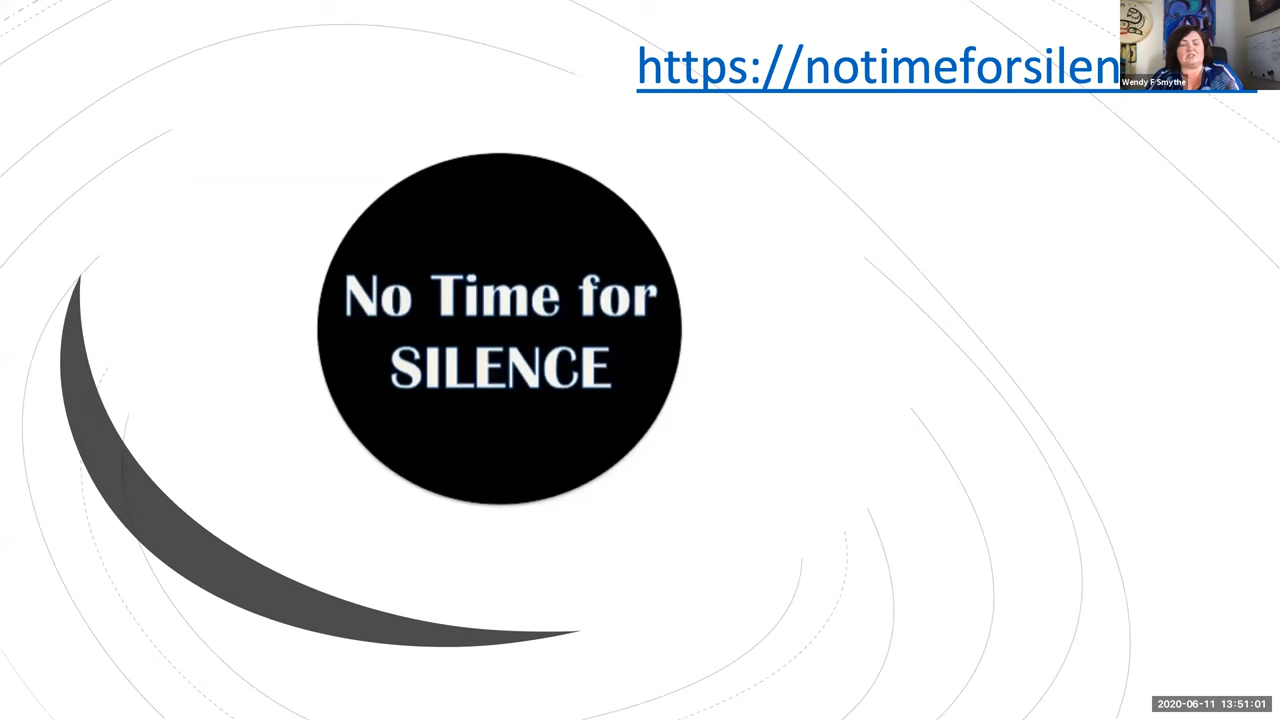 https://notimeforsilen
Wendy F Smythe
No Time for
SILENCE
2020-06-11 13:51:01